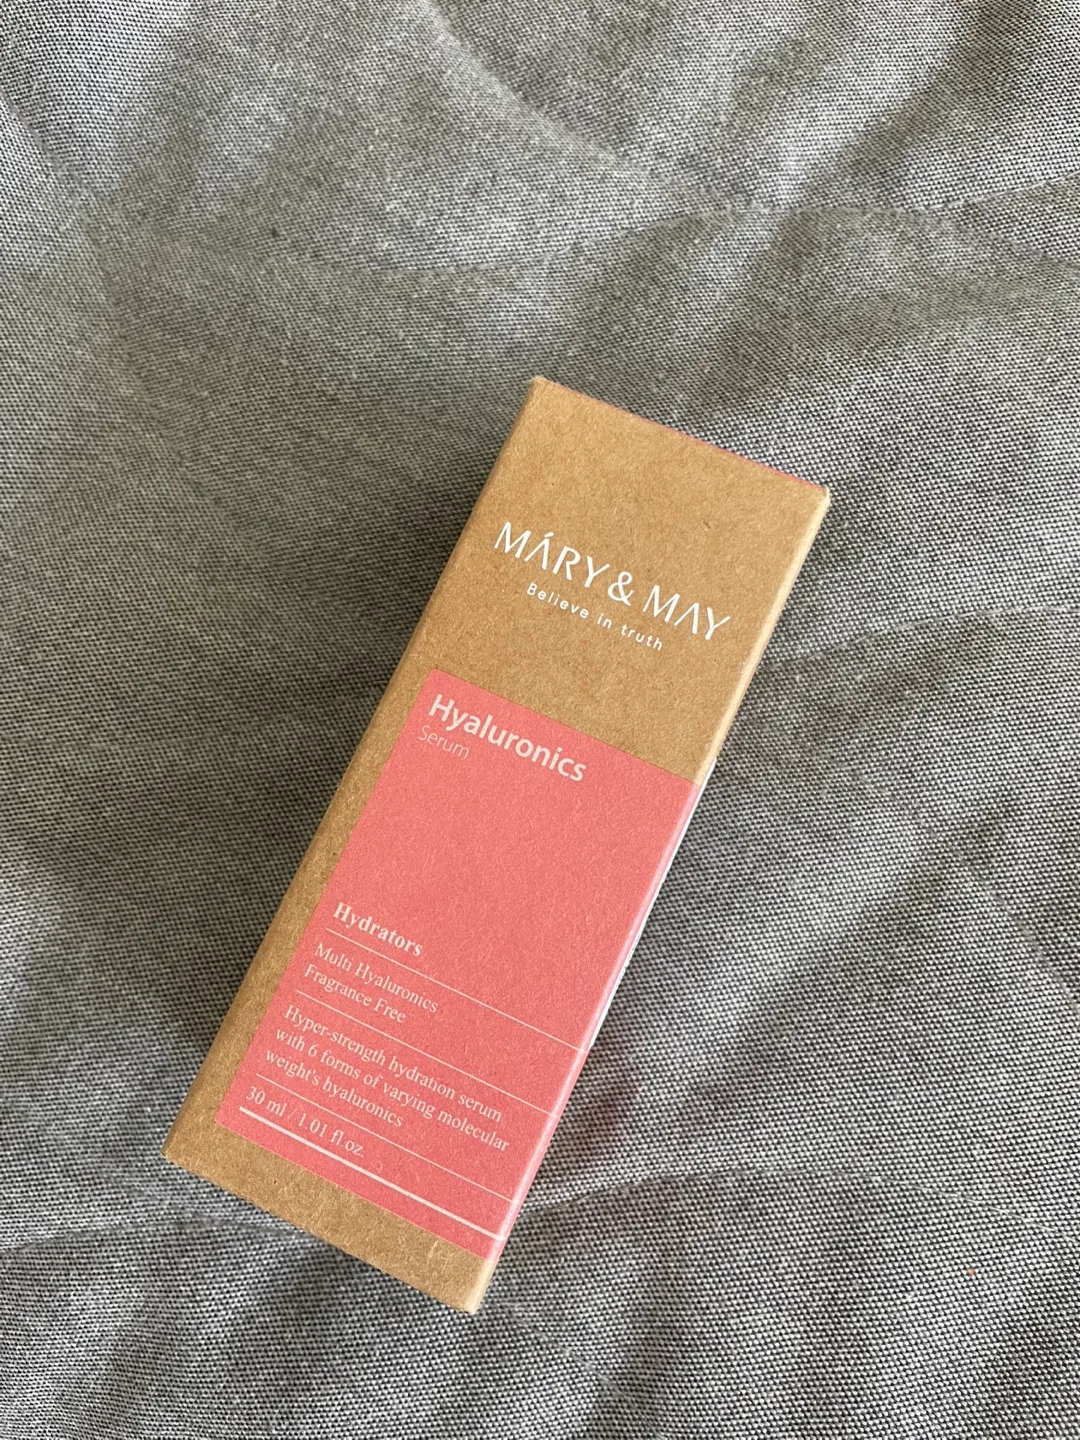 MÁRY & MAY
Believe in truth
Hyaluronics
Serum
Hydrators
Multi Hyaluronics
Fragrance Free
Hyper-strength hydration serum
with 6 forms of varying molecular
weight's hyaluronics
30 ml / 1.01 fl.oz.